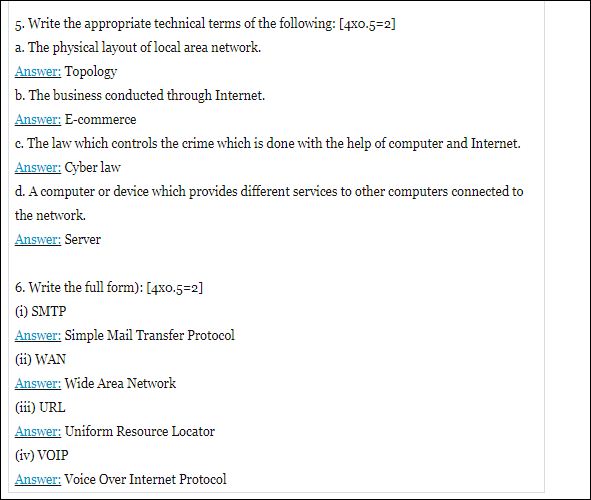 5. Write the appropriate technical terms of the following: [4x0.5=2]
a. The physical layout of local area network.
Answer: Topology
b. The business conducted through Internet.
Answer: E-commerce
c. The law which controls the crime which is done with the help of computer and Internet.
Answer: Cyber law
d. A computer or device which provides different services to other computers connected to
the network.
Answer: Server
6. Write the full form): [4x0.5=2]
(i) SMTP
Answer: Simple Mail Transfer Protocol
(ii) WAN
Answer: Wide Area Network
(iii) URL
Answer: Uniform Resource Locator
(iv) VOIP
Answer: Voice Over Internet Protocol